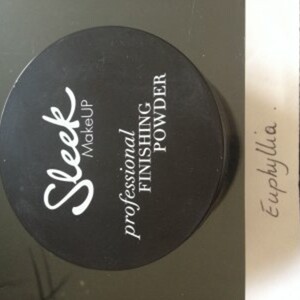 Sleek
MakeUP
professional
FINISHING
POWDER
Euphyllia.